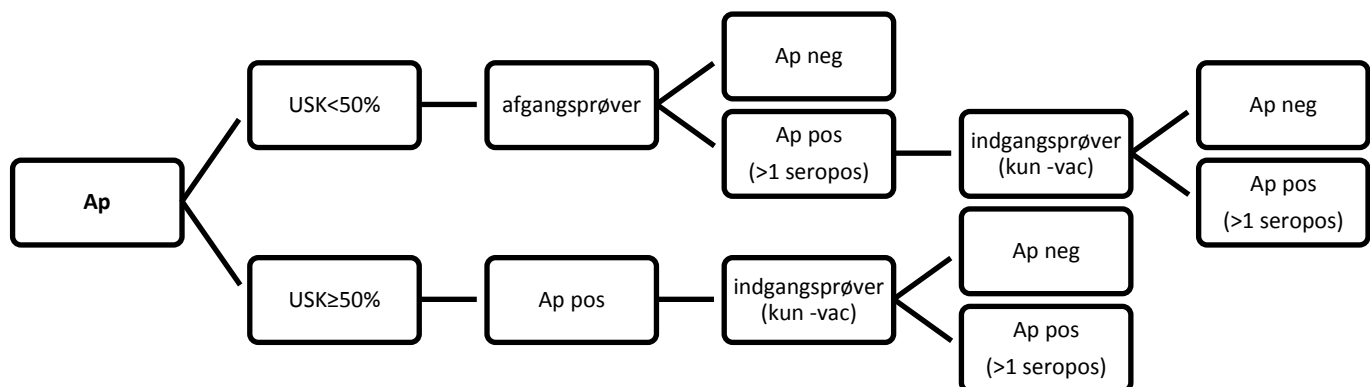 Ap
USK<50%
afgangsprøver
Ap neg
Ap pos
(>1 seropos)
indgangsprøver
(kun -vac)
Ap neg
Ap pos
(>1 seropos)
USK≥50%
Ap pos
indgangsprøver
(kun -vac)
Ap neg
Ap pos
(>1 seropos)